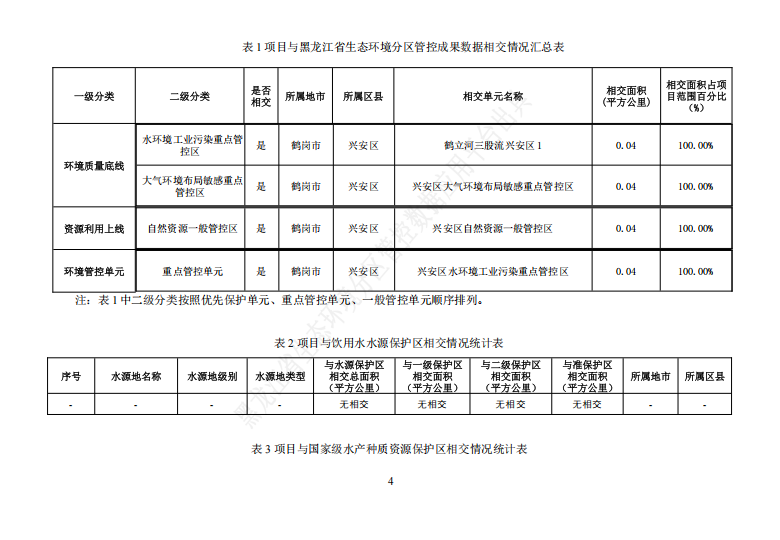 表 1 项目与黑龙江省生态环境分区管控成果数据相交情况汇总表
一级分类 二级分类 是否相交 所属地市 所属区县 相交单元名称 相交面积(平方公里) 相交面积占项目范围百分比(%)
环境质量底线 水环境工业污染重点管控区 是 鹤岗市 兴安区 鹤立河三股流兴安区 1 0.04 100.00%
大气环境布局敏感重点管控区 是 鹤岗市 兴安区 兴安区大气环境布局敏感重点管控区 0.04 100.00%
资源利用上线 自然资源一般管控区 是 鹤岗市 兴安区 兴安区自然资源一般管控区 0.04 100.00%
环境管控单元 重点管控单元 是 鹤岗市 兴安区 兴安区水环境工业污染重点管控区 0.04 100.00%
注：表 1 中二级分类按照优先保护单元、重点管控单元、一般管控单元顺序排列。
表 2 项目与饮用水水源保护区相交情况统计表
序号 水源地名称 水源地级别 水源地类型 与水源保护区相交总面积（平方公里） 与一级保护区相交面积（平方公里） 与二级保护区相交面积（平方公里） 与准保护区相交面积（平方公里） 所属地市 所属区县
- - - - 无相交 无相交 无相交 无相交 - -
表 3 项目与国家级水产种质资源保护区相交情况统计表
4